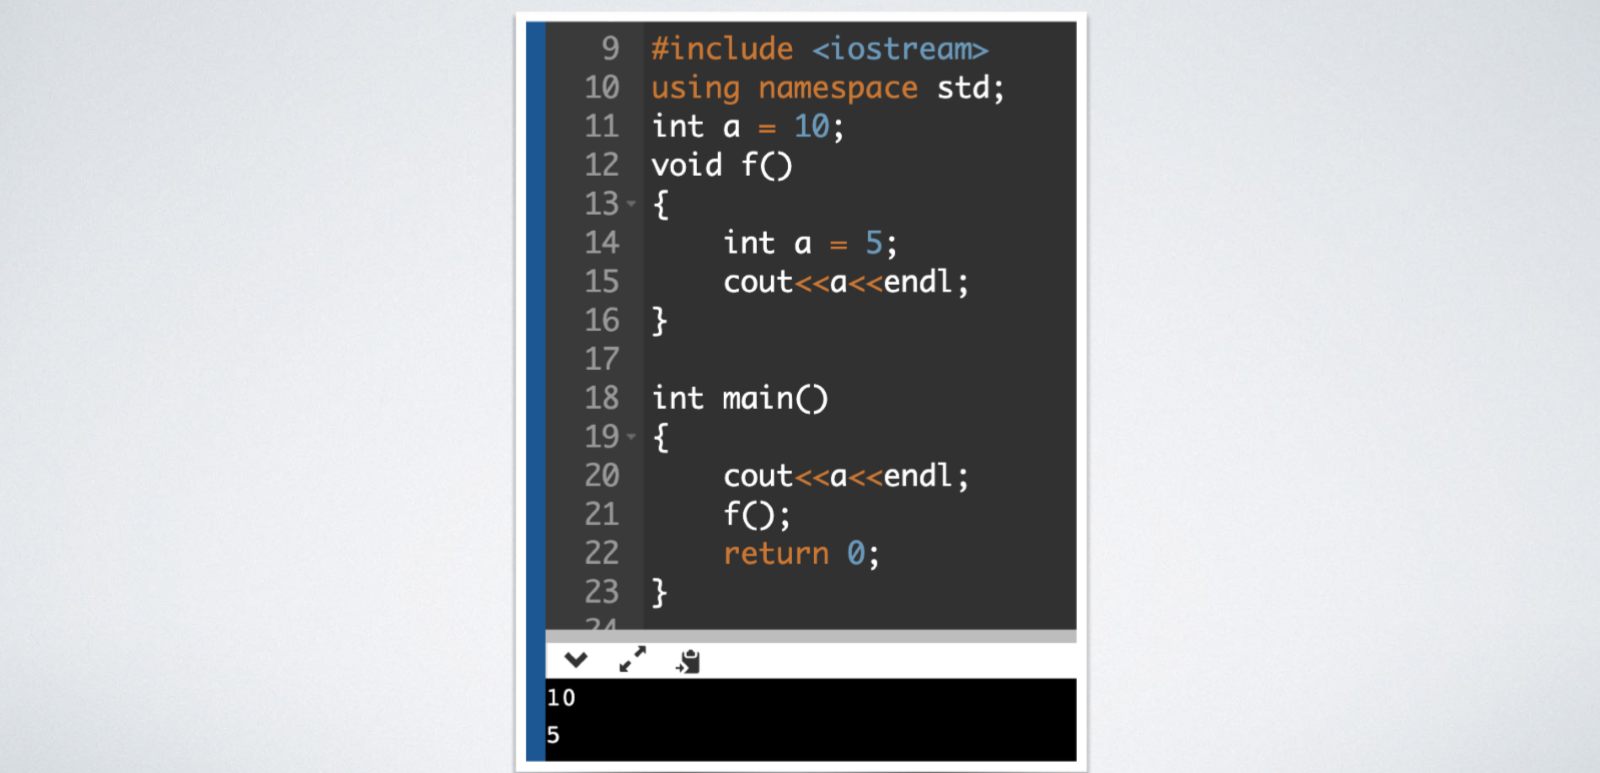 9 #include <iostream>
10 using namespace std;
11 int a = 10;
12 void f()
13 {
14     int a = 5;
15     cout<<a<<endl;
16 }
17
18 int main()
19 {
20     cout<<a<<endl;
21     f();
22     return 0;
23 }
24
10
5